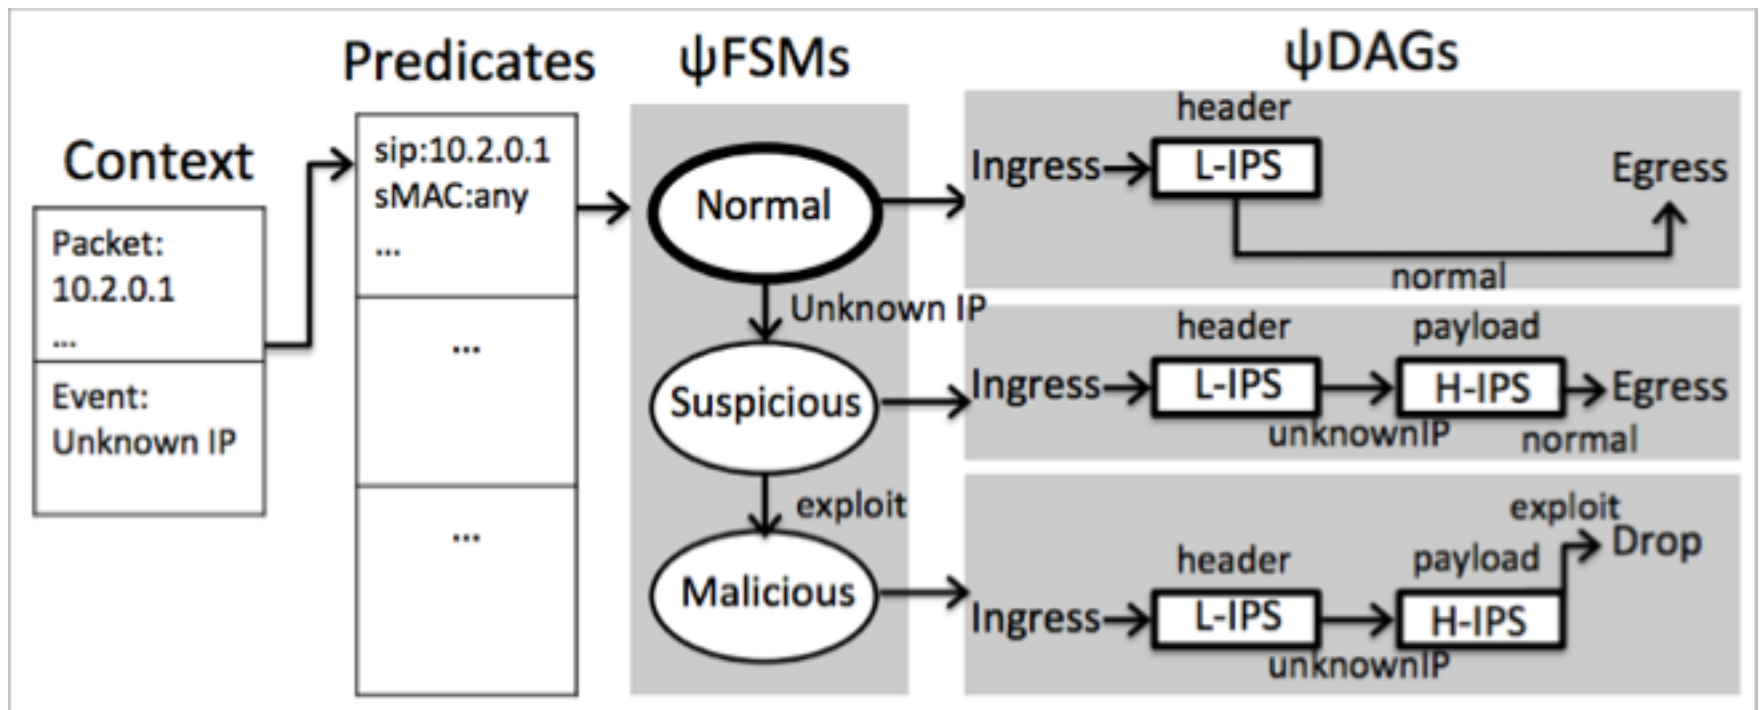 Context
Packet:
10.2.0.1
...
Event:
Unknown IP
Predicates
sip:10.2.0.1
sMAC:any
...
...
...
ψFSMs
Normal
Unknown IP
Suspicious
exploit
Malicious
ψDAGs
header
Ingress L-IPS Egress
normal
header payload
Ingress L-IPS H-IPS Egress
unknownIP normal
exploit
Drop
header payload
Ingress L-IPS H-IPS
unknownIP